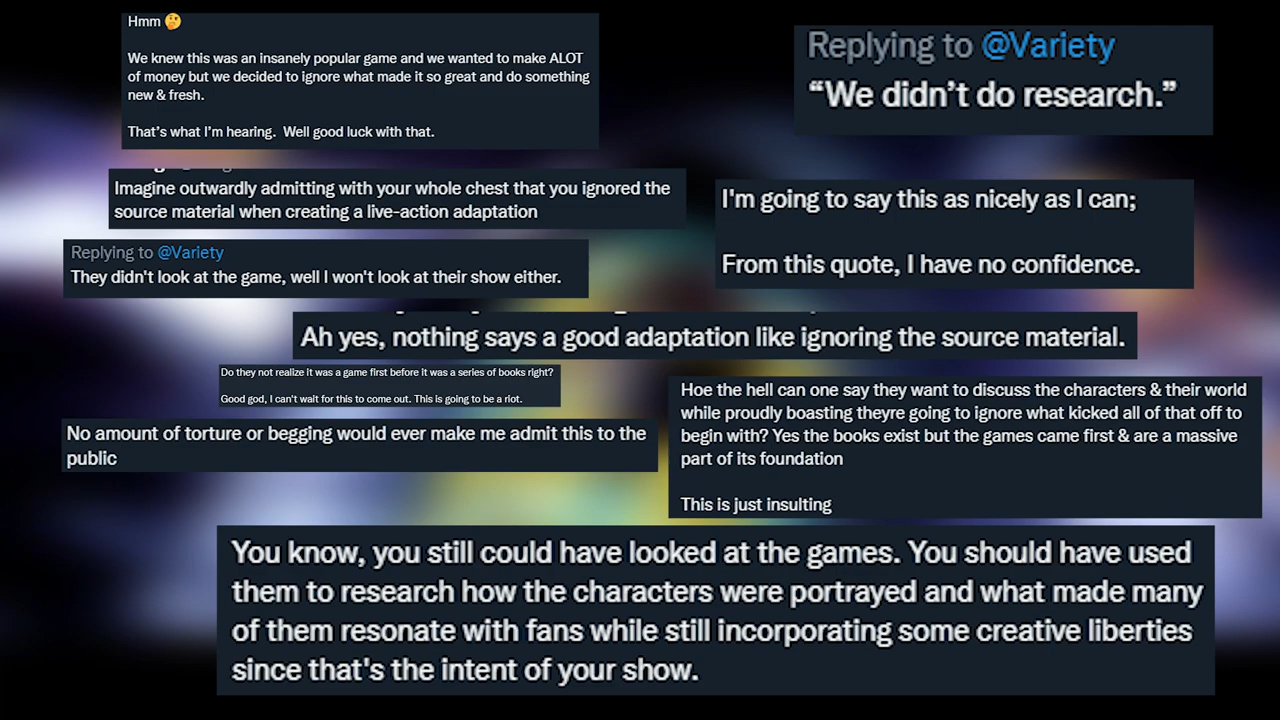 Hmm 🤔
We knew this was an insanely popular game and we wanted to make ALOT
of money but we decided to ignore what made it so great and do something
new & fresh.
That's what I'm hearing.  Well good luck with that.
Replying to @Variety
“We didn't do research.”
Imagine outwardly admitting with your whole chest that you ignored the
source material when creating a live-action adaptation
I'm going to say this as nicely as I can;
From this quote, I have no confidence.
Replying to @Variety
They didn't look at the game, well I won't look at their show either.
Ah yes, nothing says a good adaptation like ignoring the source material.
Do they not realize it was a game first before it was a series of books right?
Good god, I can't wait for this to come out. This is going to be a riot.
Hoe the hell can one say they want to discuss the characters & their world
while proudly boasting theyre going to ignore what kicked all of that off to
begin with? Yes the books exist but the games came first & are a massive
part of its foundation
This is just insulting
No amount of torture or begging would ever make me admit this to the
public
You know, you still could have looked at the games. You should have used
them to research how the characters were portrayed and what made many
of them resonate with fans while still incorporating some creative liberties
since that's the intent of your show.